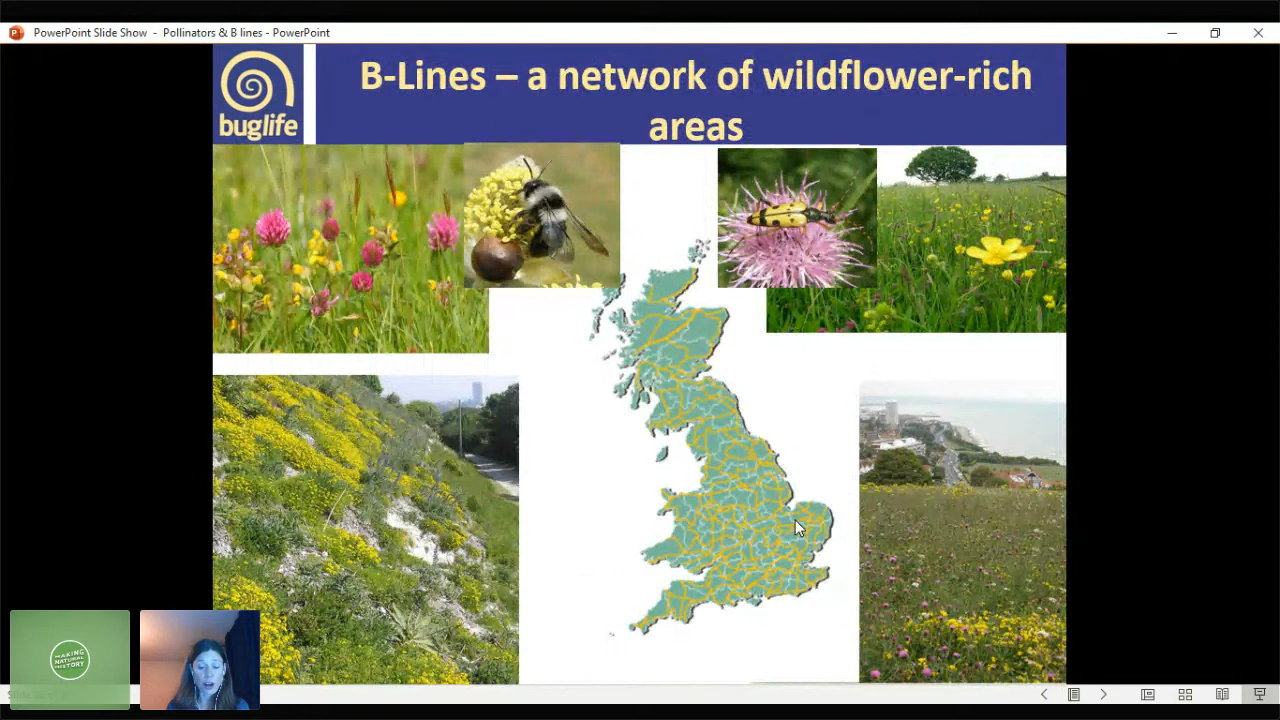 PowerPoint Slide Show - Pollinators & B lines - PowerPoint
buglife
B-Lines – a network of wildflower-rich
areas
MAKING
NATURAL
HISTORY